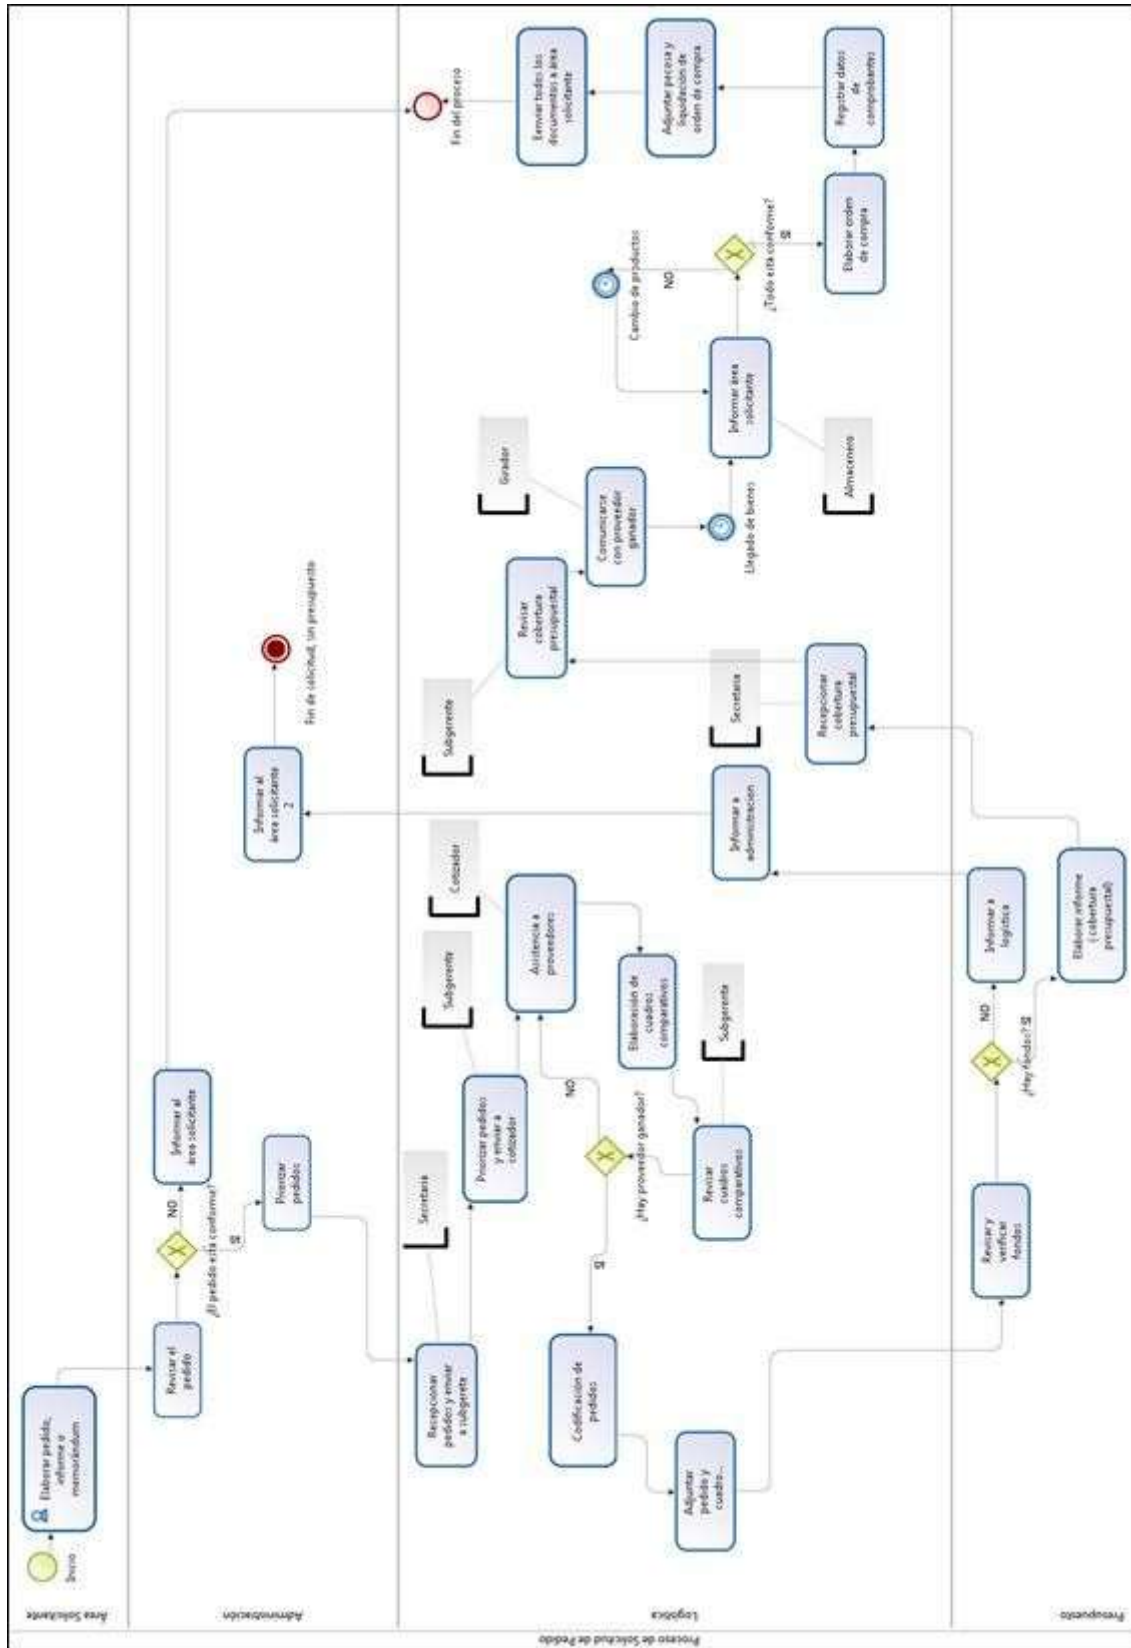 Proceso de Solicitud de Pedido
Área Solicitante
Inicio
Elaborar pedido,
informe o
memorándum
Administración
Revisar el
pedido
¿El pedido está conforme?
NO
SI
Informar al
área solicitante
Priorizar
pedidos
Informar al
área solicitante
2
Fin de solicitud, sin presupuesto
Logística
Recepcionar
pedidos y enviar
a subgerete
Secretaria
Priorizar pedidos
y enviar a
cotizador
Subgerente
Asistencia a
proveedores
Cotizador
Elaboración de
cuadros
comparativos
Revisar
cuadros
comparativos
Subgerente
¿Hay proveedor ganador?
NO
SI
Codificación de
pedidos
Adjuntar
pedido y
cuadro...
Informar a
administración
Recepcionar
cobertura
presupuestal
Secretaria
Revisar
cobertura
presupuestal
Subgerente
Comunicarse
con proveedor
ganador
Girador
Llegado de bienes
Informar área
solicitante
Almacenero
¿Todo está conforme?
NO
SI
Cambio de productos
Elaborar orden
de compra
Registrar datos
de
comprobantes
Adjuntar pecosa y
liquidación de
orden de compra
Eenviar todos los
documentos a área
solicitante
Fin del proceso
Presupuesto
Revisar y
verificar
fondos
¿Hay fondos?
NO
SI
Informar a
logística
Elaborar informe
( cobertura
presupuestal)